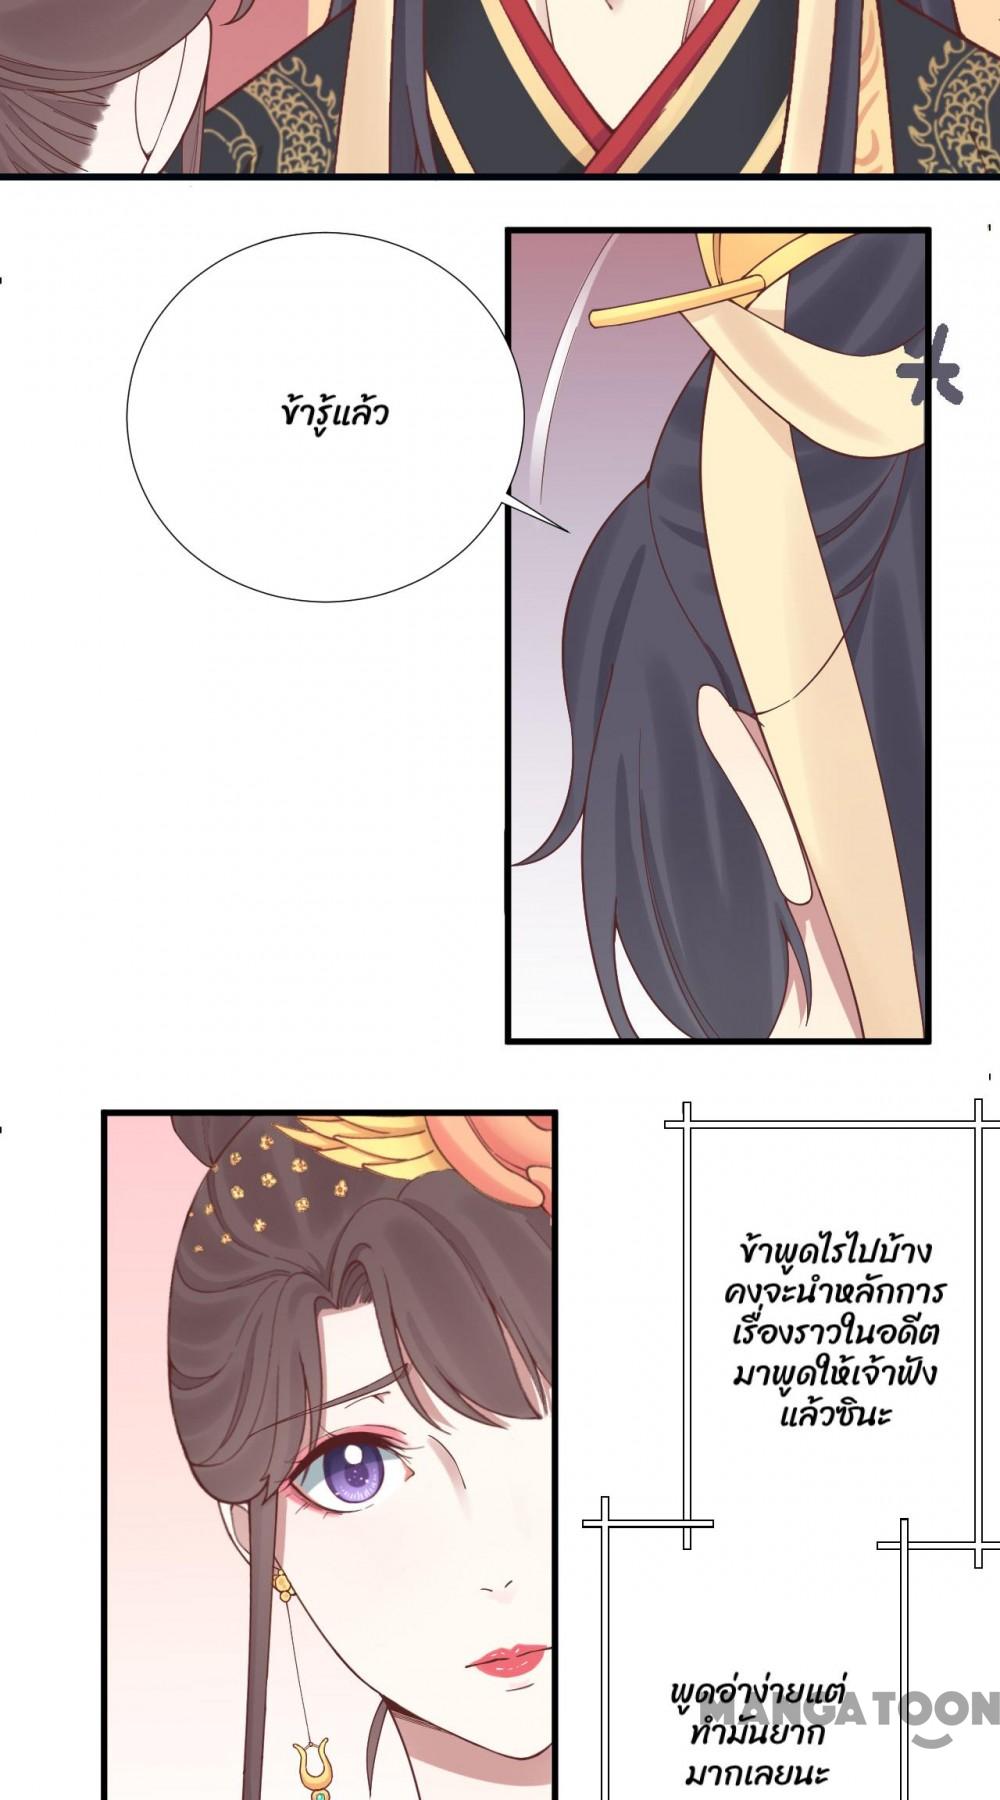 ข้ารู้แล้ว
ข้าพูดไรไปบ้าง
คงจะนำหลักการ
เรื่องราวในอดีต
มาพูดให้เจ้าฟัง
แล้วซินะ
พูดอ่าง่ายแต่
ทำมันยาก
มากเลยนะ
MANGATOON